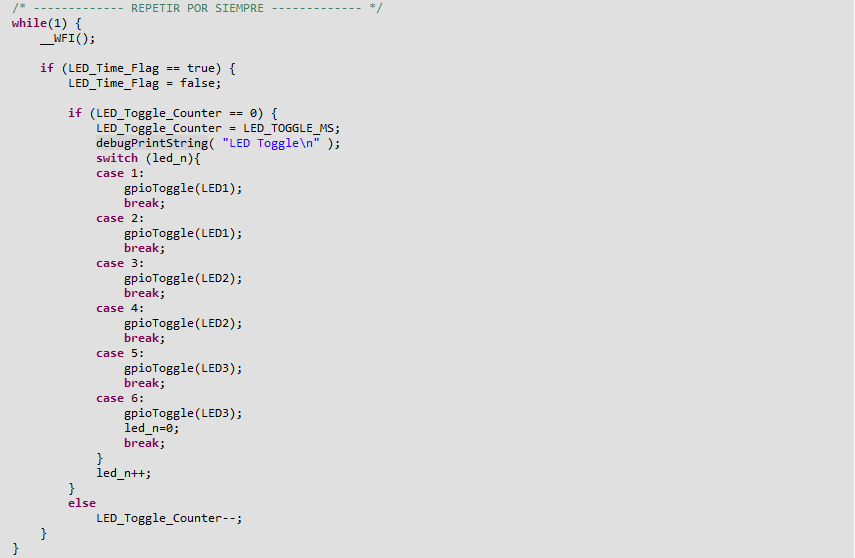 /* ------------- REPETIR POR SIEMPRE ------------- */
while(1) {
    __WFI();

    if (LED_Time_Flag == true) {
        LED_Time_Flag = false;

        if (LED_Toggle_Counter == 0) {
            LED_Toggle_Counter = LED_TOGGLE_MS;
            debugPrintString( "LED Toggle\n" );
            switch (led_n){
            case 1:
                gpioToggle(LED1);
                break;
            case 2:
                gpioToggle(LED1);
                break;
            case 3:
                gpioToggle(LED2);
                break;
            case 4:
                gpioToggle(LED2);
                break;
            case 5:
                gpioToggle(LED3);
                break;
            case 6:
                gpioToggle(LED3);
                led_n=0;
                break;
            }
            led_n++;
        }
        else
            LED_Toggle_Counter--;
    }
}